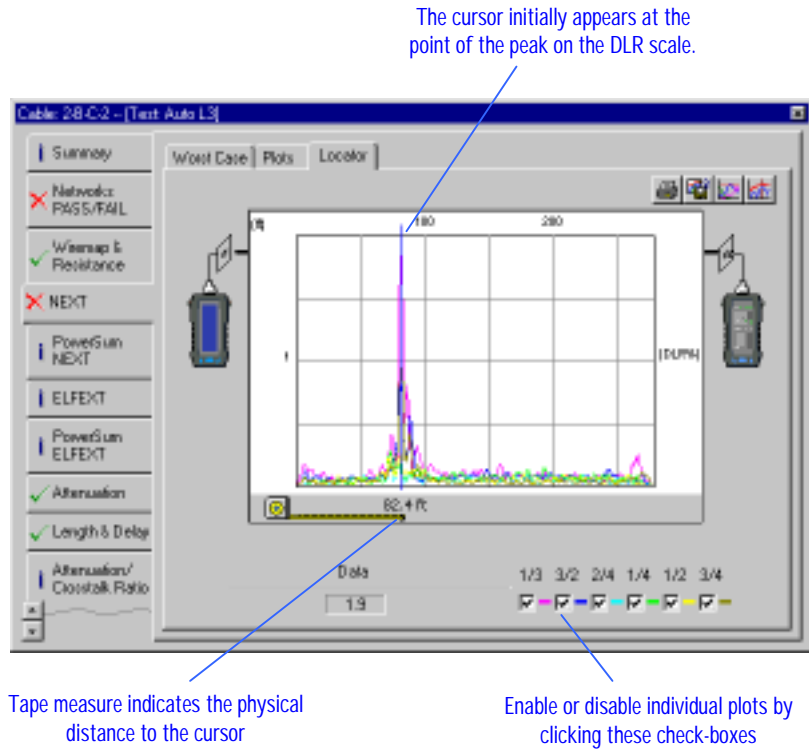 The cursor initially appears at the
point of the peak on the DLR scale.
Cable: 2-B-C-2 -- [Test: Auto L3]
Summary
Networks
PASS/FAIL
Wiremap &
Resistance
NEXT
PowerSum
NEXT
ELFEXT
PowerSum
ELFEXT
Attenuation
Length & Delay
Attenuation/
Crosstalk Ratio
Worst Case Plots Locator
100 200
82.4 ft
Data
1.9
1/3 3/2 2/4 1/4 1/2 3/4
Tape measure indicates the physical
distance to the cursor
Enable or disable individual plots by
clicking these check-boxes